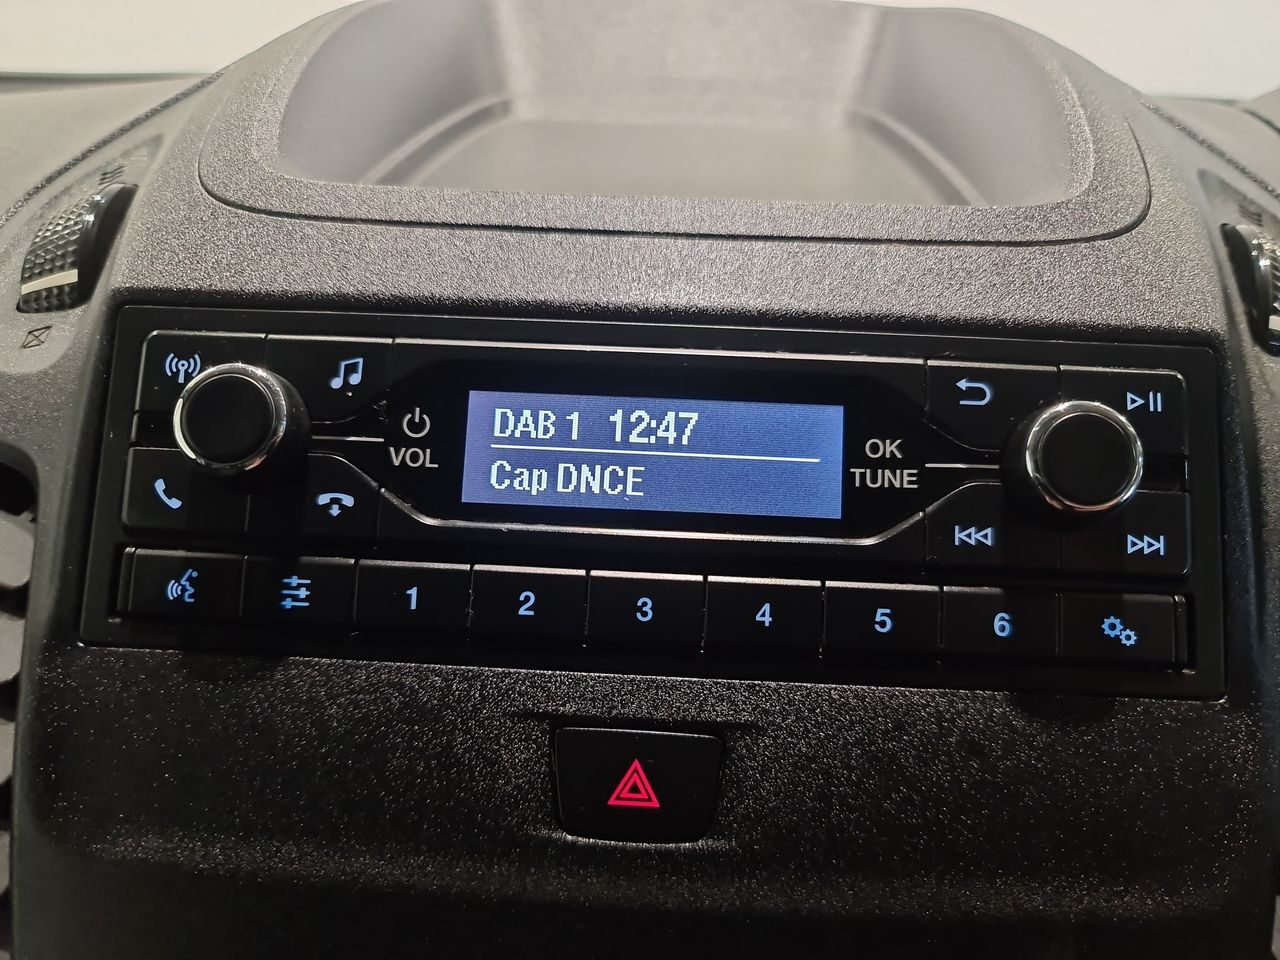 DAB 1 12:47
Cap DNCE
VOL
OK
TUNE
1 2 3 4 5 6